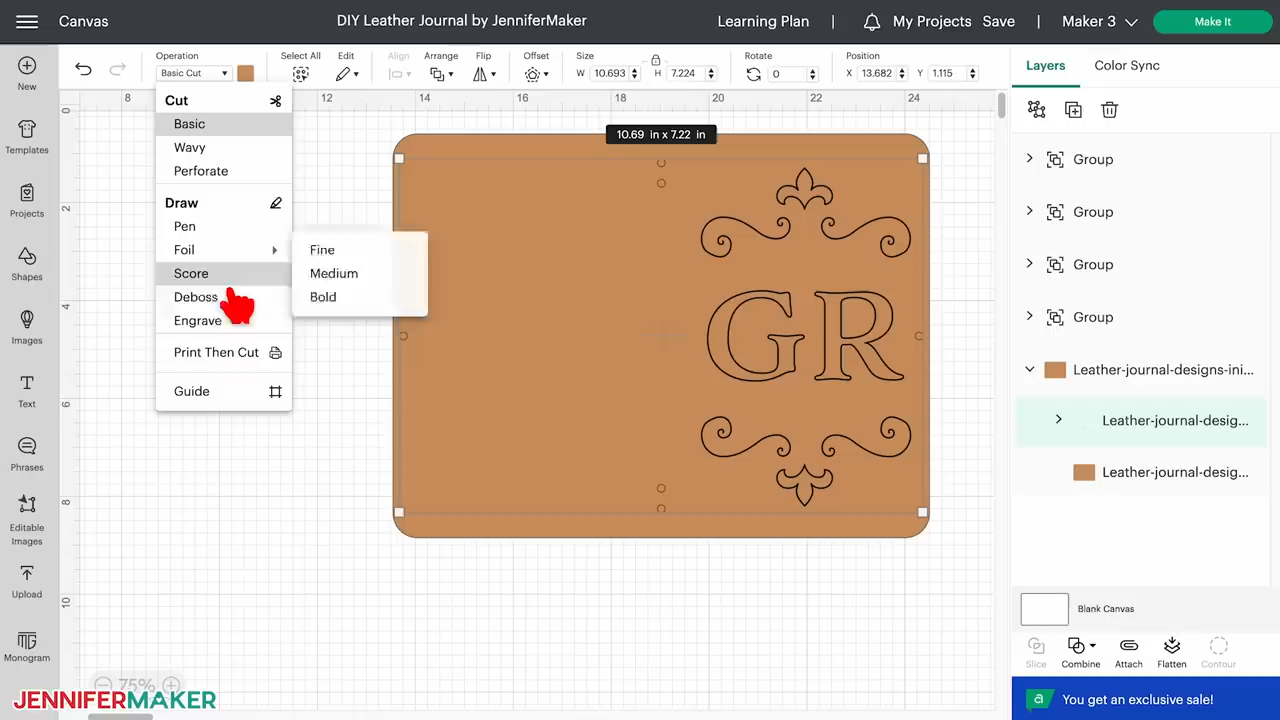 Canvas
DIY Leather Journal by JenniferMaker
Learning Plan
|
My Projects
Save
|
Maker 3
Make It
Operation
Basic Cut
Select All
Edit
Align
Arrange
Flip
Offset
Size
W 10.693
H 7.224
Rotate
0
Position
X 13.682
Y 1.115
Layers
Color Sync
New
Templates
Projects
Shapes
Images
Text
Phrases
Editable
Images
Upload
Monogram
Cut
Basic
Wavy
Perforate
Draw
Pen
Foil
Score
Deboss
Engrave
Print Then Cut
Guide
Fine
Medium
Bold
8
12
14
16
18
20
22
24
0
2
4
6
8
10
10.69 in x 7.22 in
GR
75%
Group
Group
Group
Group
Leather-journal-designs-ini...
Leather-journal-desig...
Leather-journal-desig...
Blank Canvas
Slice
Combine
Attach
Flatten
Contour
a
You get an exclusive sale!
JENNIFERMAKER